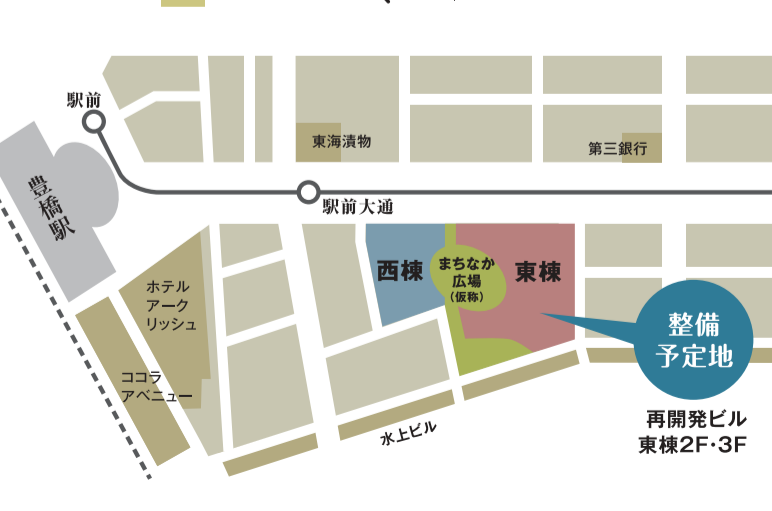 駅前
東海漬物
第三銀行
豊橋駅
駅前大通
西棟
まちなか
広場
（仮称）
東棟
ホテル
アーク
リッシュ
整備
予定地
ココラ
アベニュー
再開発ビル
東棟2F・3F
水上ビル